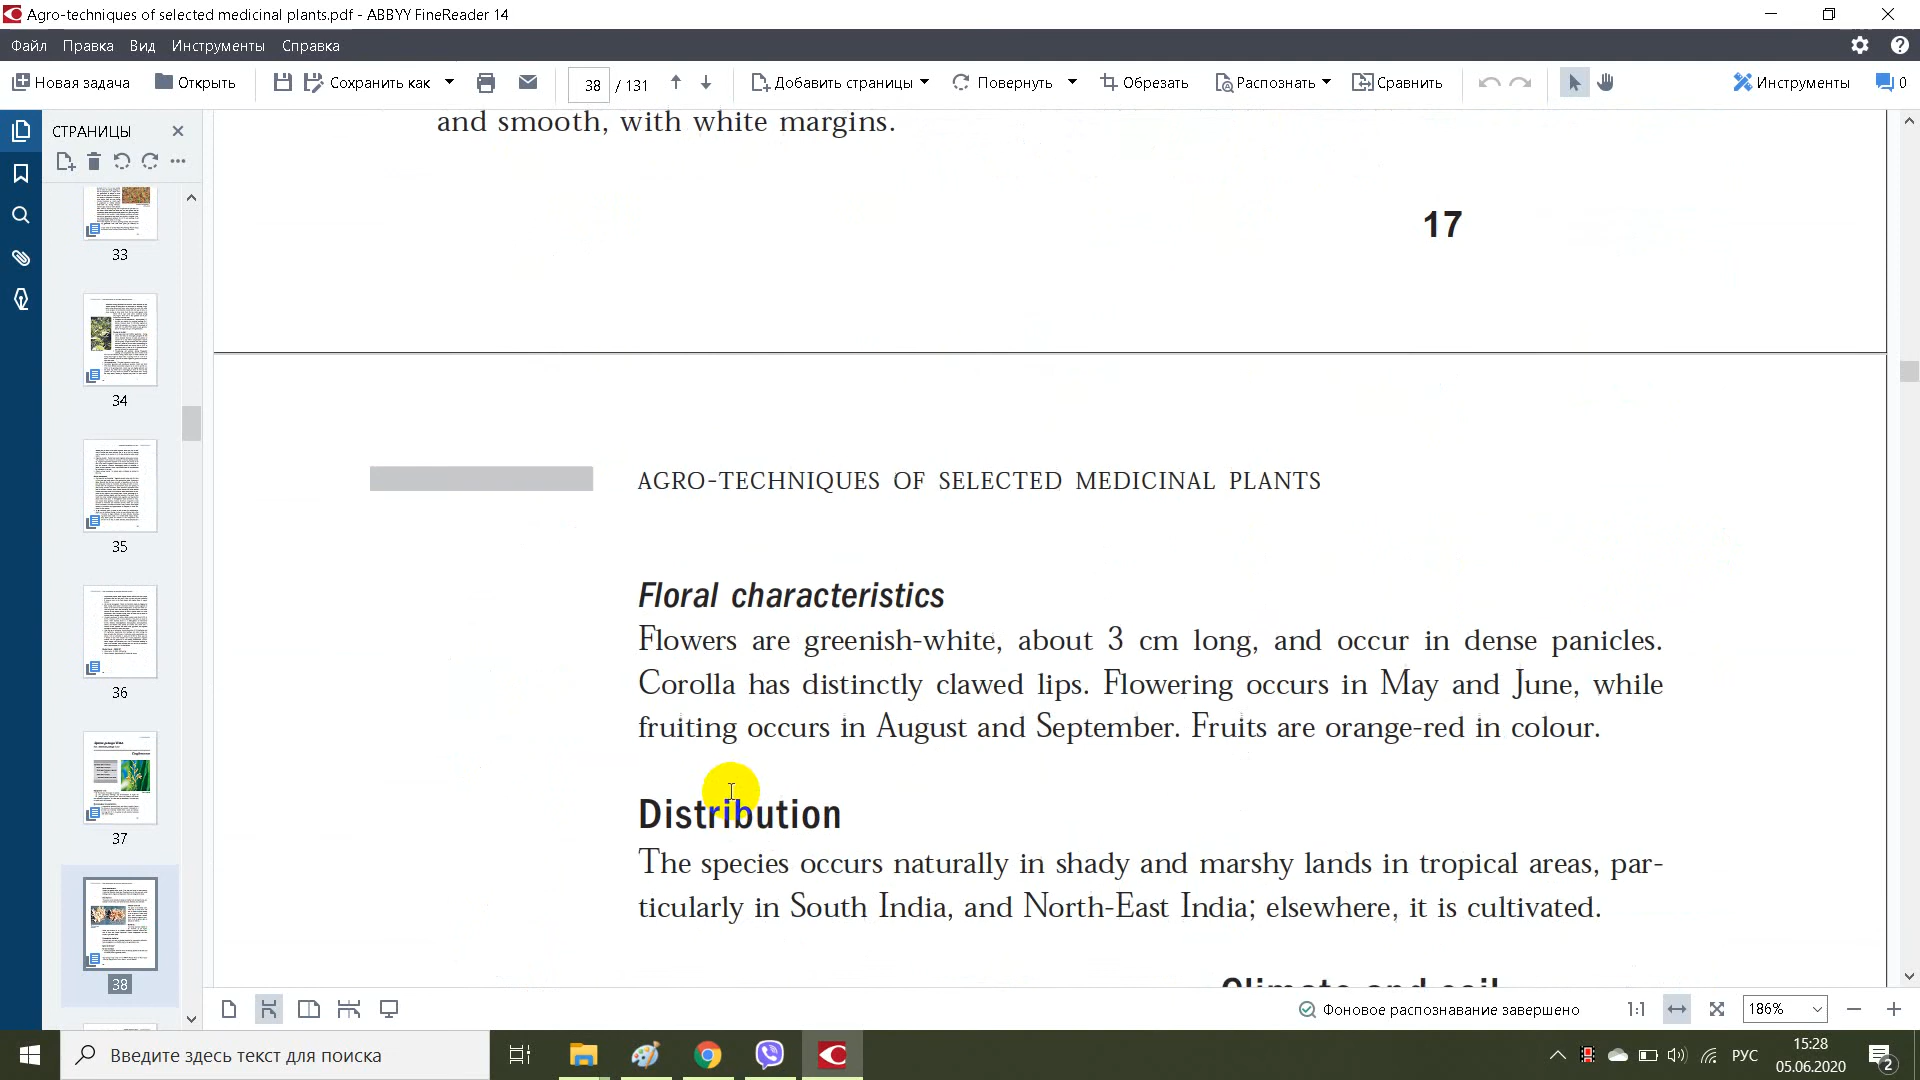 Agro-techniques of selected medicinal plants.pdf - ABBYY FineReader 14
Файл Правка Вид Инструменты Справка
Новая задача Открыть Сохранить как 38 / 131 Добавить страницы Повернуть Обрезать Распознать Сравнить Инструменты 0
СТРАНИЦЫ
33
34
35
36
37
38
and smooth, with white margins.
17
AGRO-TECHNIQUES OF SELECTED MEDICINAL PLANTS
Floral characteristics
Flowers are greenish-white, about 3 cm long, and occur in dense panicles.
Corolla has distinctly clawed lips. Flowering occurs in May and June, while
fruiting occurs in August and September. Fruits are orange-red in colour.
Distribution
The species occurs naturally in shady and marshy lands in tropical areas, par-
ticularly in South India, and North-East India; elsewhere, it is cultivated.
Climate and soil
Фоновое распознавание завершено 1:1 186%
Введите здесь текст для поиска
РУС
15:28
05.06.2020
2